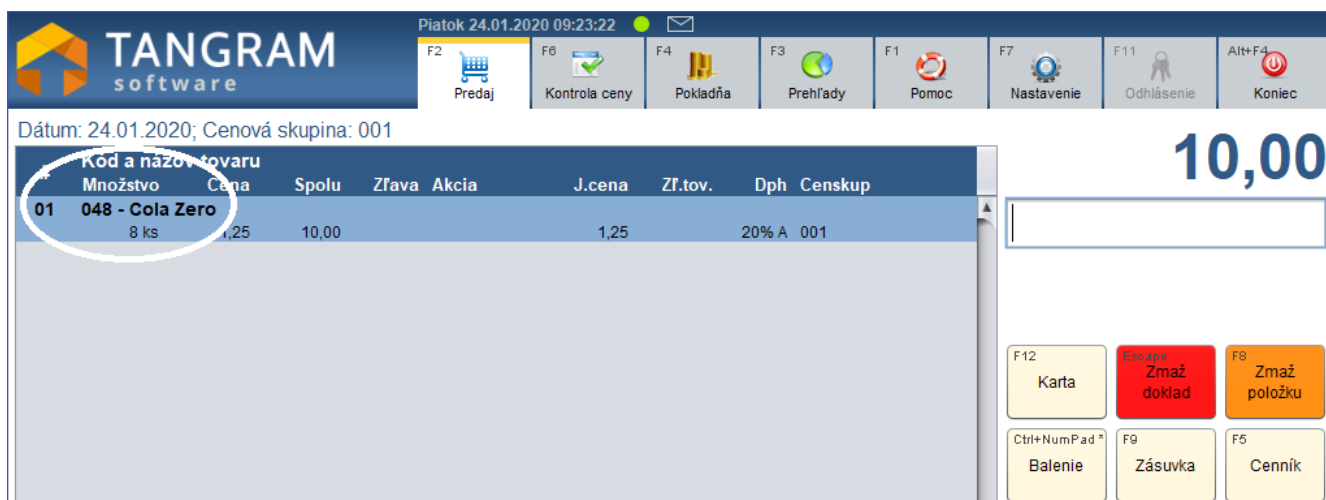 Piatok 24.01.2020 09:23:22
TANGRAM
software
F2 Predaj
F6 Kontrola ceny
F4 Pokladňa
F3 Prehľady
F1 Pomoc
F7 Nastavenie
F11 Odhlásenie
Alt+F4 Koniec
Dátum: 24.01.2020; Cenová skupina: 001
10,00
# Kód a názov tovaru
Množstvo Cena Spolu Zľava Akcia J.cena Zľ.tov. Dph Censkup
01 048 - Cola Zero
8 ks 1,25 10,00 1,25 20% A 001
F12 Karta
Escape Zmaž doklad
F8 Zmaž položku
Ctrl+NumPad * Balenie
F9 Zásuvka
F5 Cenník